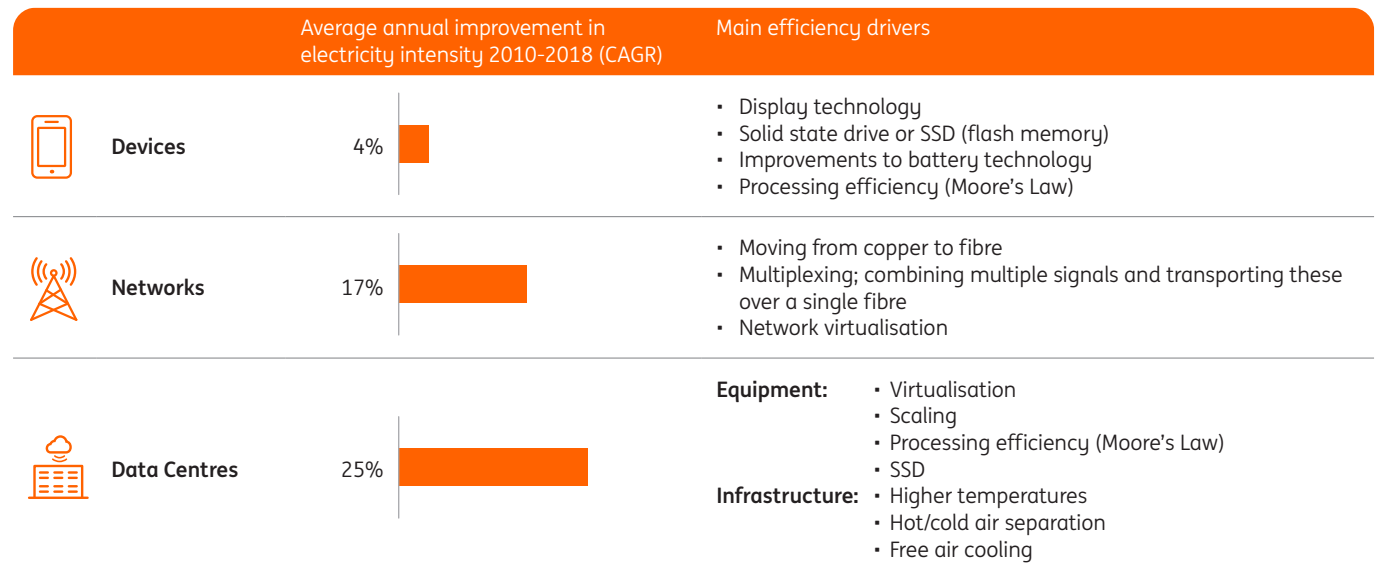 Average annual improvement in
electricity intensity 2010-2018 (CAGR)
Main efficiency drivers
Devices
4%
• Display technology
• Solid state drive or SSD (flash memory)
• Improvements to battery technology
• Processing efficiency (Moore's Law)
Networks
17%
• Moving from copper to fibre
• Multiplexing; combining multiple signals and transporting these
over a single fibre
• Network virtualisation
Data Centres
25%
Equipment: • Virtualisation
• Scaling
• Processing efficiency (Moore's Law)
• SSD
Infrastructure: • Higher temperatures
• Hot/cold air separation
• Free air cooling